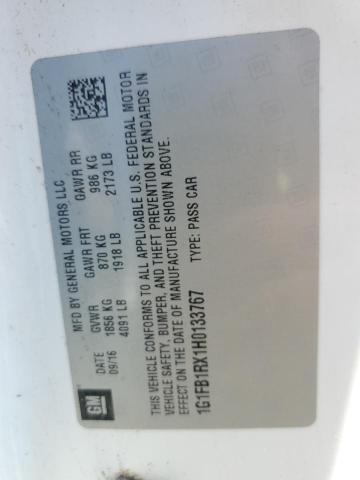 MFD BY GENERAL MOTORS LLC
DATE GVWR GAWR FRT GAWR RR
09/16 1856 KG 870 KG 986 KG
4091 LB 1918 LB 2173 LB
THIS VEHICLE CONFORMS TO ALL APPLICABLE U.S. FEDERAL MOTOR
VEHICLE SAFETY, BUMPER, AND THEFT PREVENTION STANDARDS IN
EFFECT ON THE DATE OF MANUFACTURE SHOWN ABOVE.
1G1FB1RX1H0133767 TYPE: PASS CAR
GM